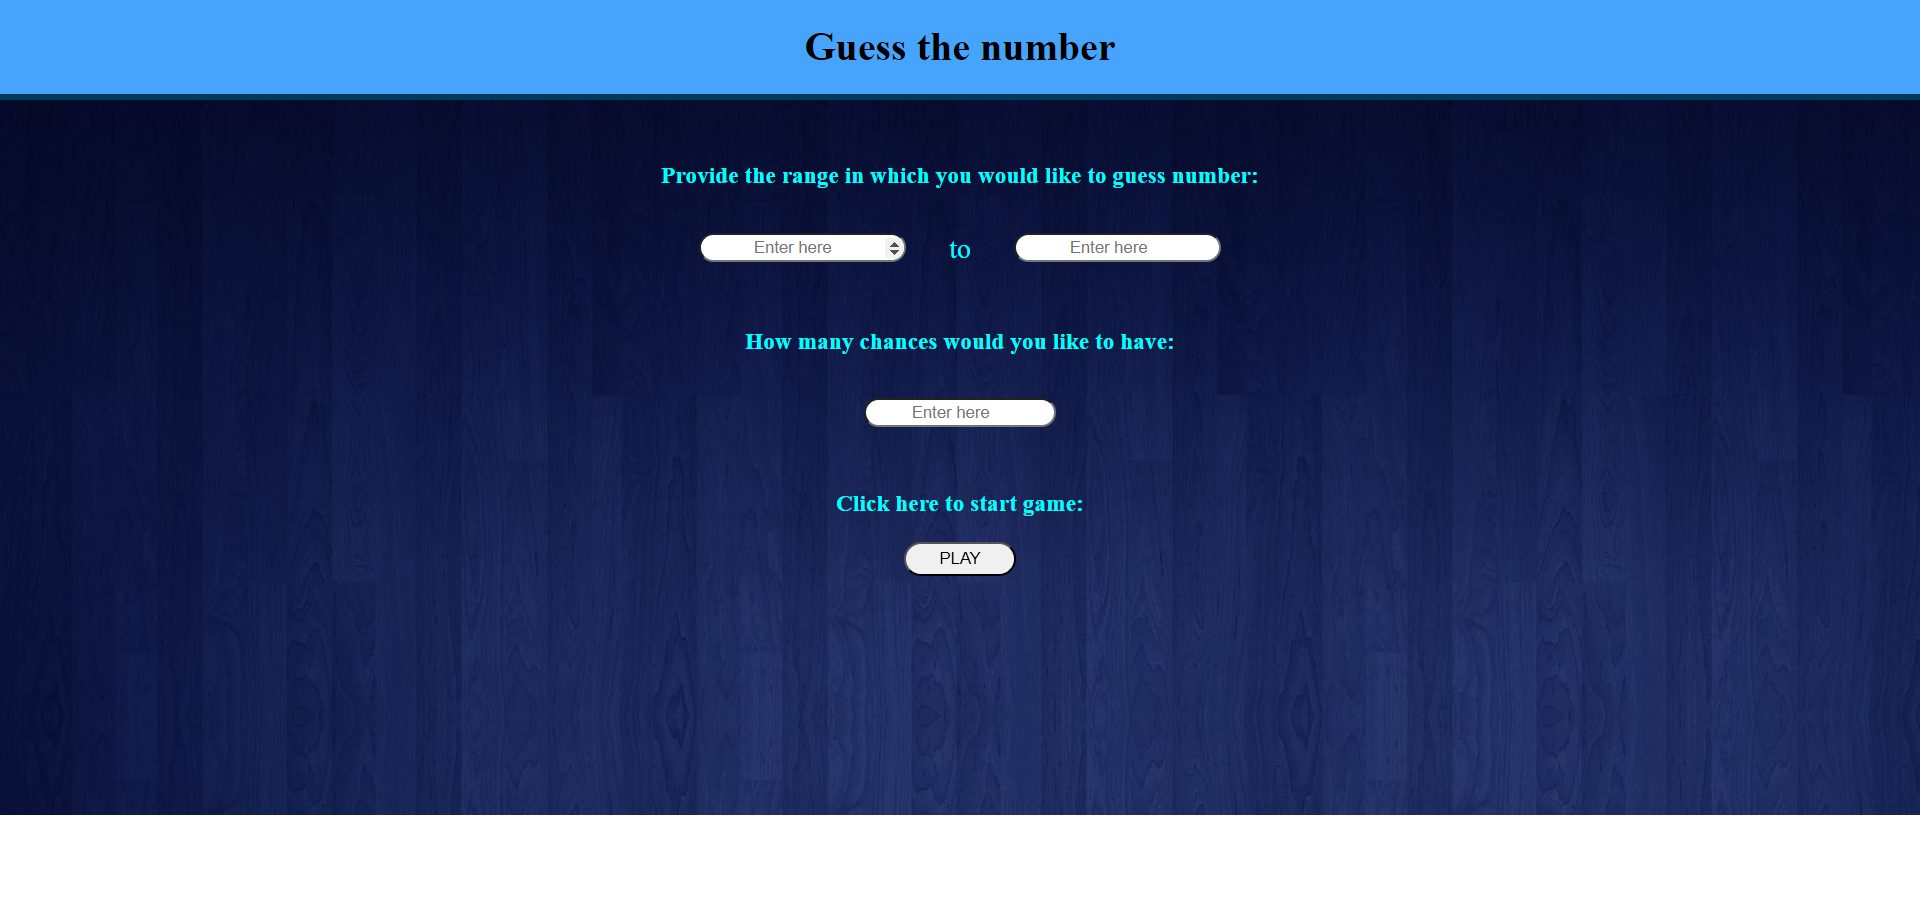 Guess the number
Provide the range in which you would like to guess number:
Enter here to Enter here
How many chances would you like to have:
Enter here
Click here to start game:
PLAY